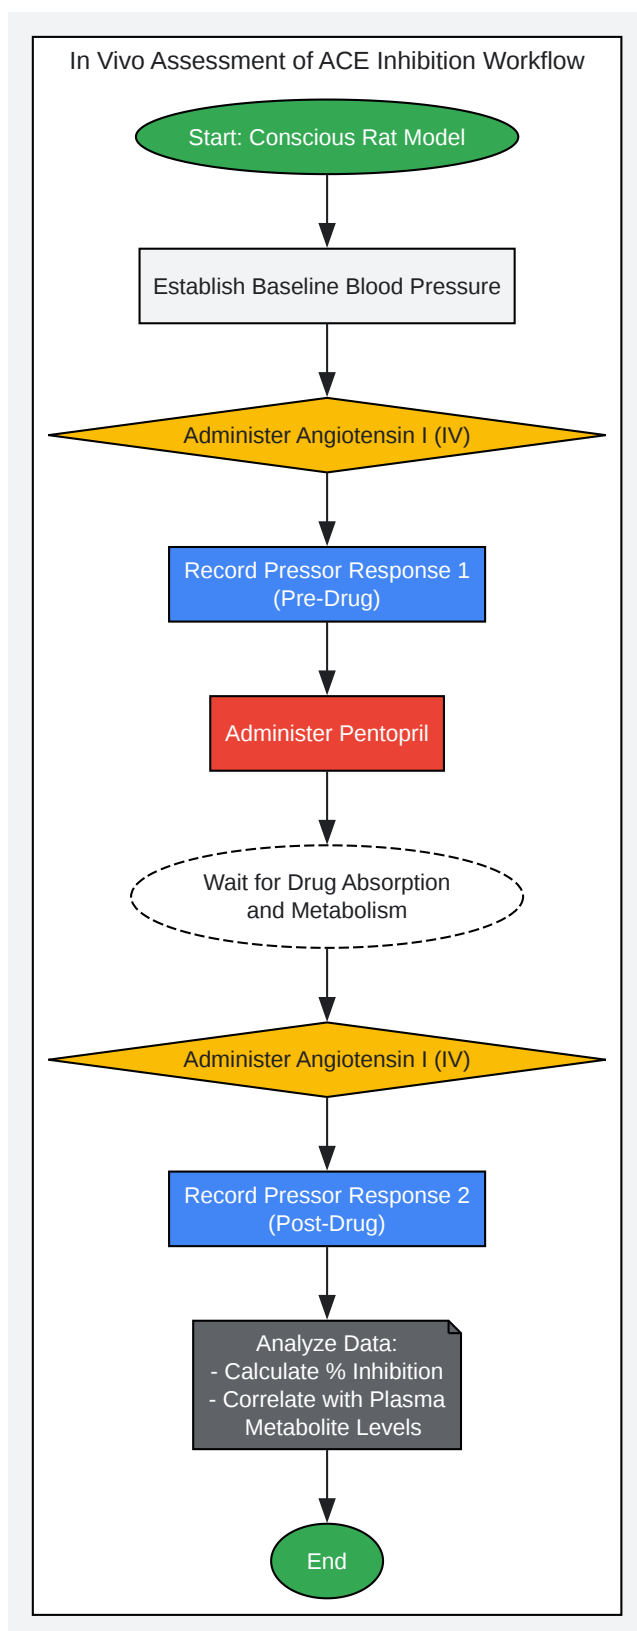 In Vivo Assessment of ACE Inhibition Workflow
Start: Conscious Rat Model
Establish Baseline Blood Pressure
Administer Angiotensin I (IV)
Record Pressor Response 1
(Pre-Drug)
Administer Pentopril
Wait for Drug Absorption
and Metabolism
Administer Angiotensin I (IV)
Record Pressor Response 2
(Post-Drug)
Analyze Data:
- Calculate % Inhibition
- Correlate with Plasma
Metabolite Levels
End